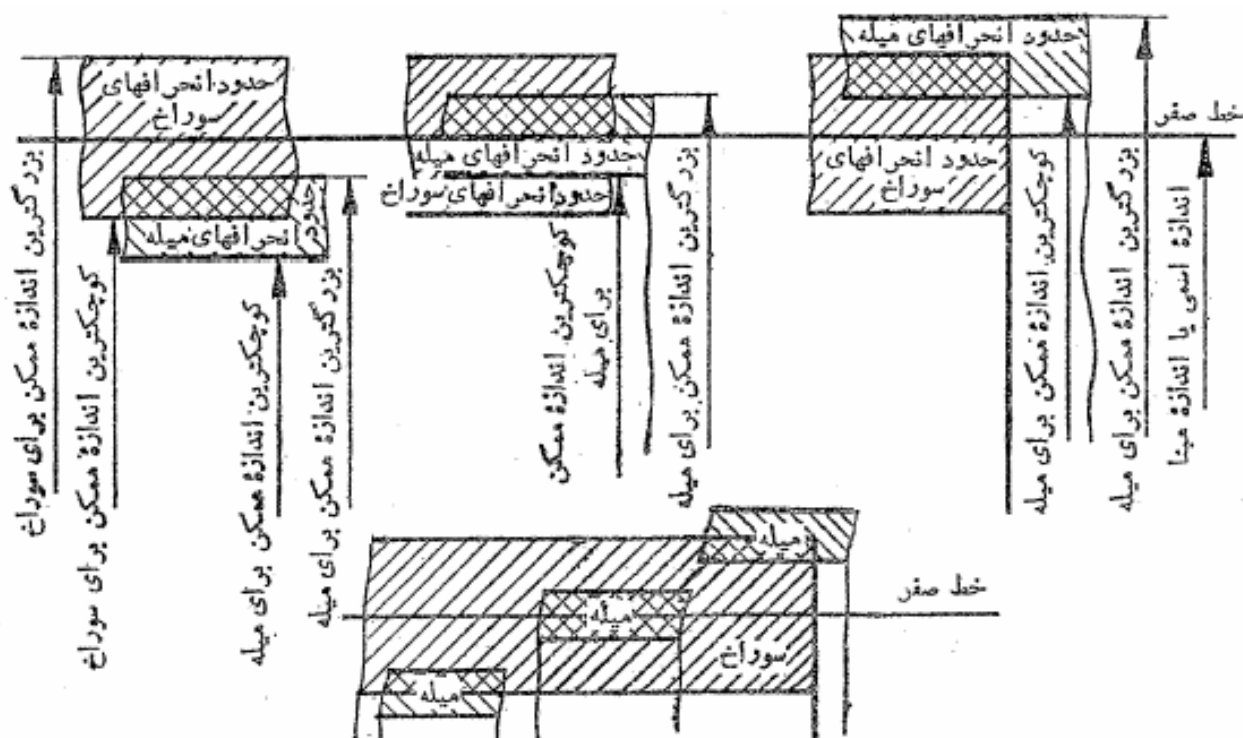 حدود انحرافهای میله
حدود انحرافهای
سوراخ
خط صفر
حدود انحرافهای
سوراخ
حدود انحرافهای میله
حدود انحرافهای سوراخ
حدود
انحرافهای میله
اندازهٔ اسمی یا اندازهٔ مبنا
بزرگترین اندازهٔ ممکن برای میله
کوچکترین اندازهٔ ممکن برای میله
بزرگترین اندازهٔ ممکن برای میله
کوچکترین اندازهٔ ممکن
برای میله
بزرگترین اندازهٔ ممکن برای میله
کوچکترین اندازهٔ ممکن برای میله
کوچکترین اندازهٔ ممکن برای سوراخ
بزرگترین اندازهٔ ممکن برای سوراخ
میله
خط صفر
میله
سوراخ
میله